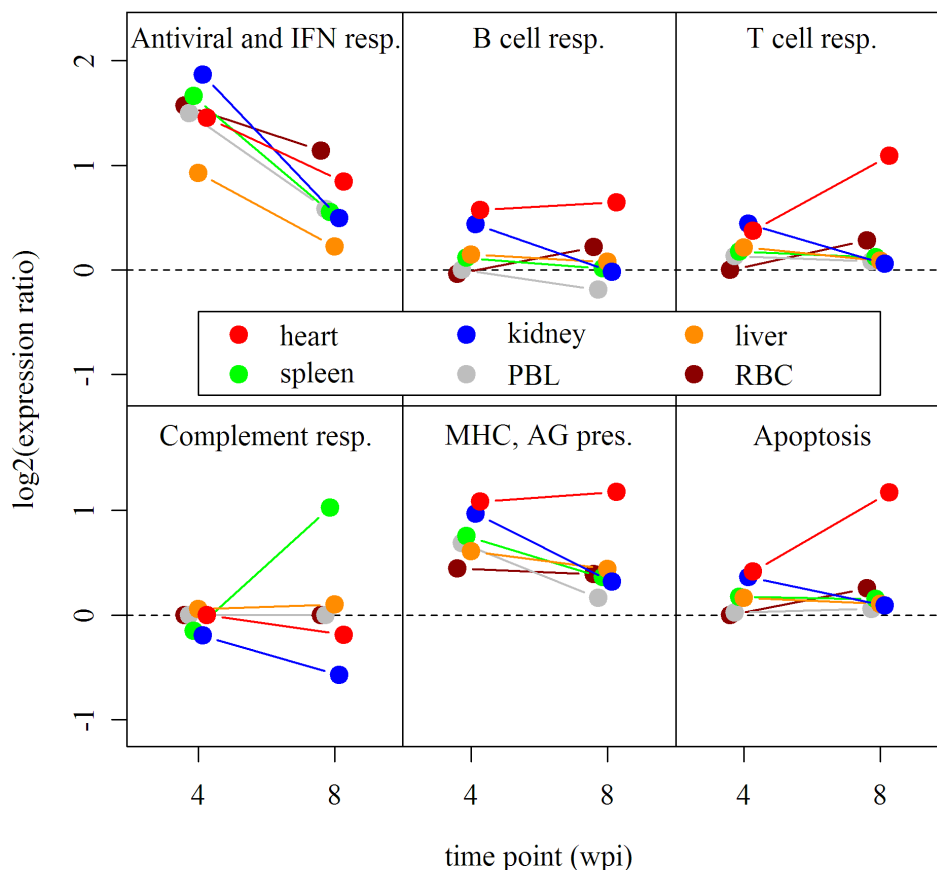 Antiviral and IFN resp. B cell resp. T cell resp.
2
1
0
-1
heart kidney liver
spleen PBL RBC
log2(expression ratio)
Complement resp. MHC, AG pres. Apoptosis
1
0
-1
4 8 4 8 4 8
time point (wpi)